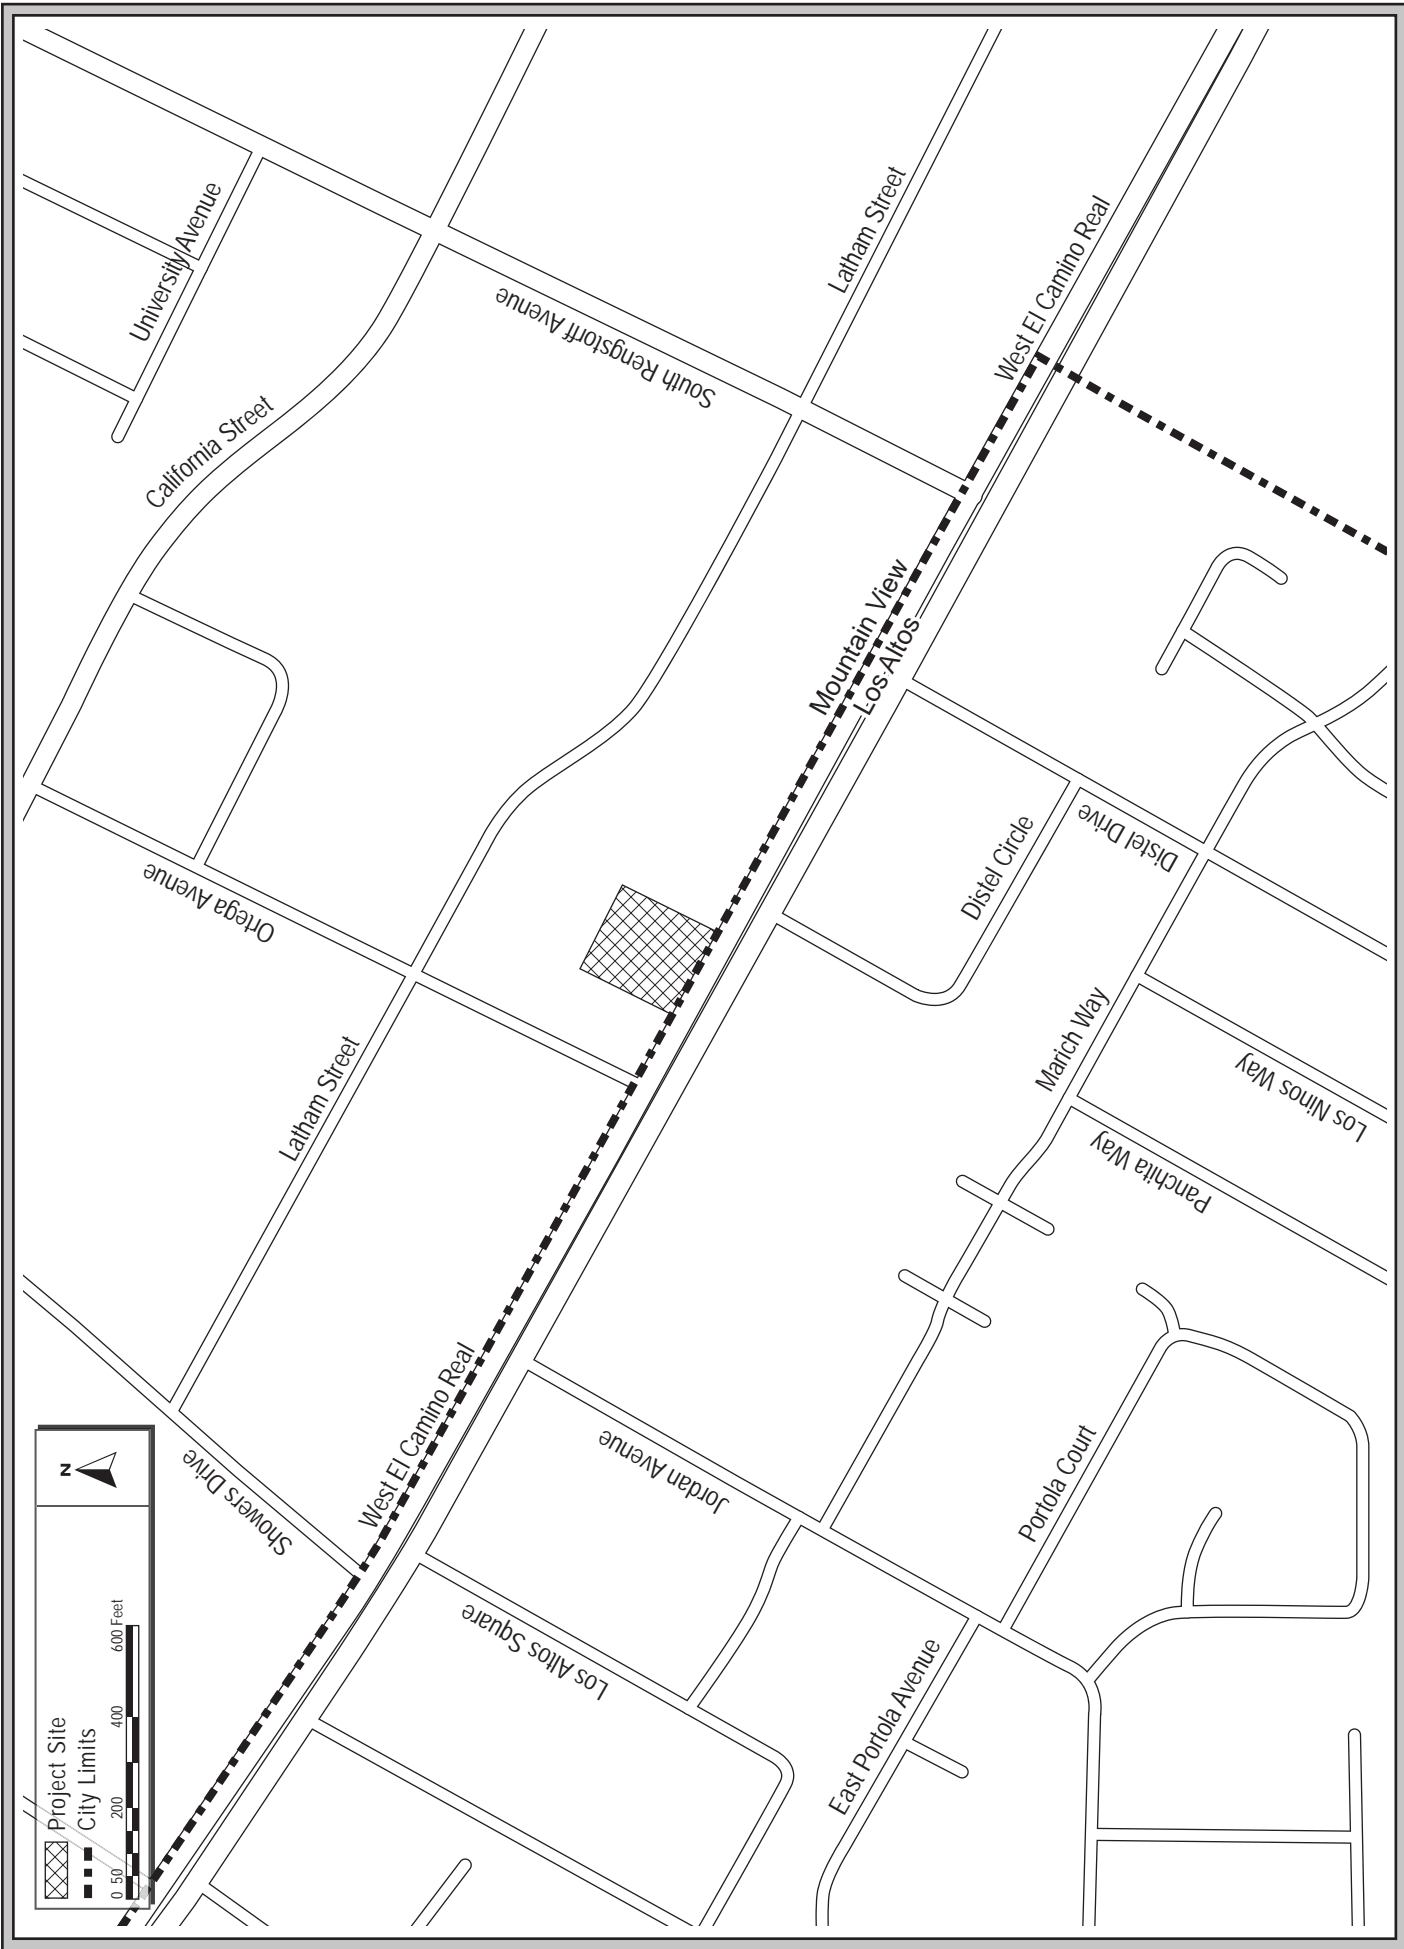 University Avenue
California Street
South Rengstorff Avenue
Latham Street
West El Camino Real
Mountain View
Los Altos
Ortega Avenue
Distel Circle
Distel Drive
Latham Street
Marich Way
Los Ninos Way
Panchita Way
Showers Drive
West El Camino Real
Jordan Avenue
Portola Court
Los Altos Square
East Portola Avenue
N
Project Site
City Limits
0 50 200 400 600 Feet